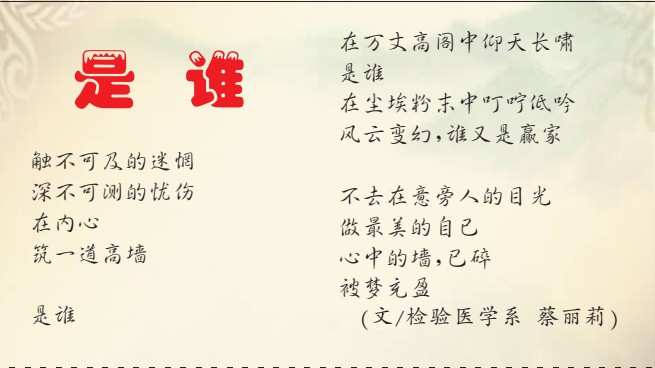 是 谁
触不可及的迷惘
深不可测的忧伤
在内心
筑一道高墙
是谁
在万丈高阁中仰天长啸
是谁
在尘埃粉末中叮咛低吟
风云变幻,谁又是赢家
不去在意旁人的目光
做最美的自己
心中的墙,已碎
被梦充盈
(文/检验医学系 蔡丽莉)